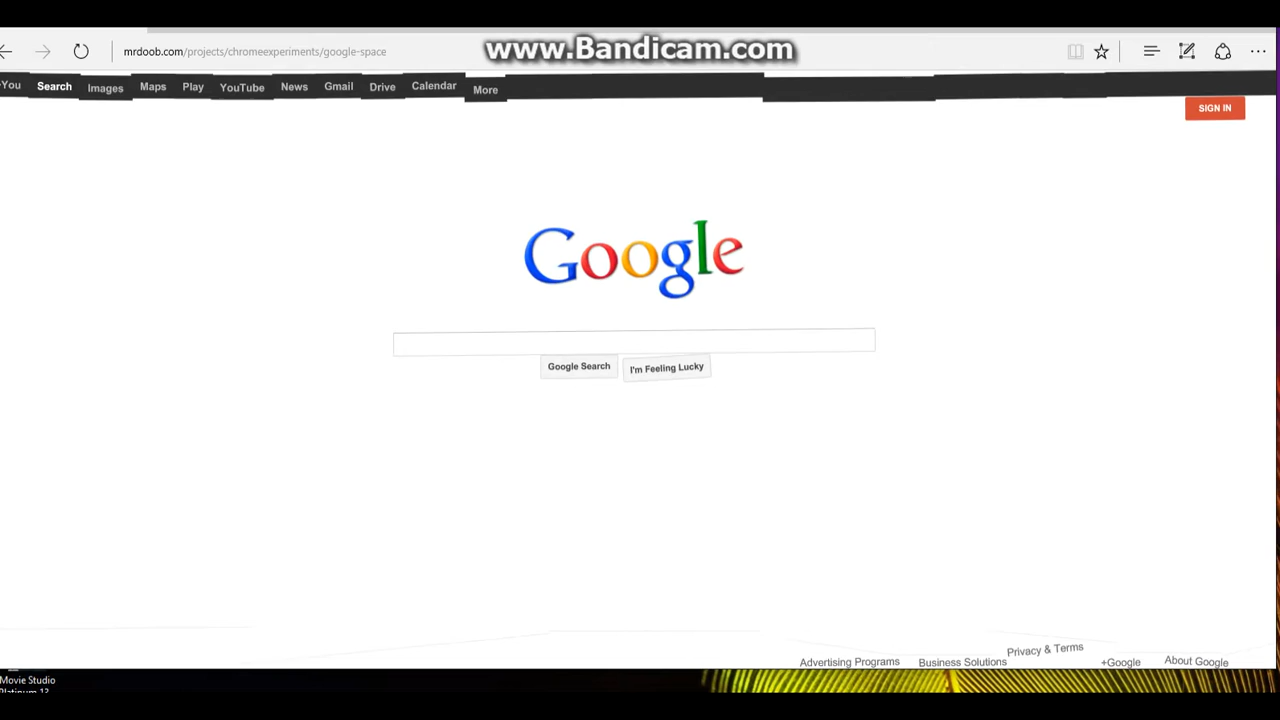 www.Bandicam.com
mrdoob.com/projects/chromeexperiments/google-space
You Search Images Maps Play YouTube News Gmail Drive Calendar More
SIGN IN
Google
Google Search I'm Feeling Lucky
Advertising Programs Business Solutions Privacy & Terms +Google About Google
Movie Studio
Platinum 13